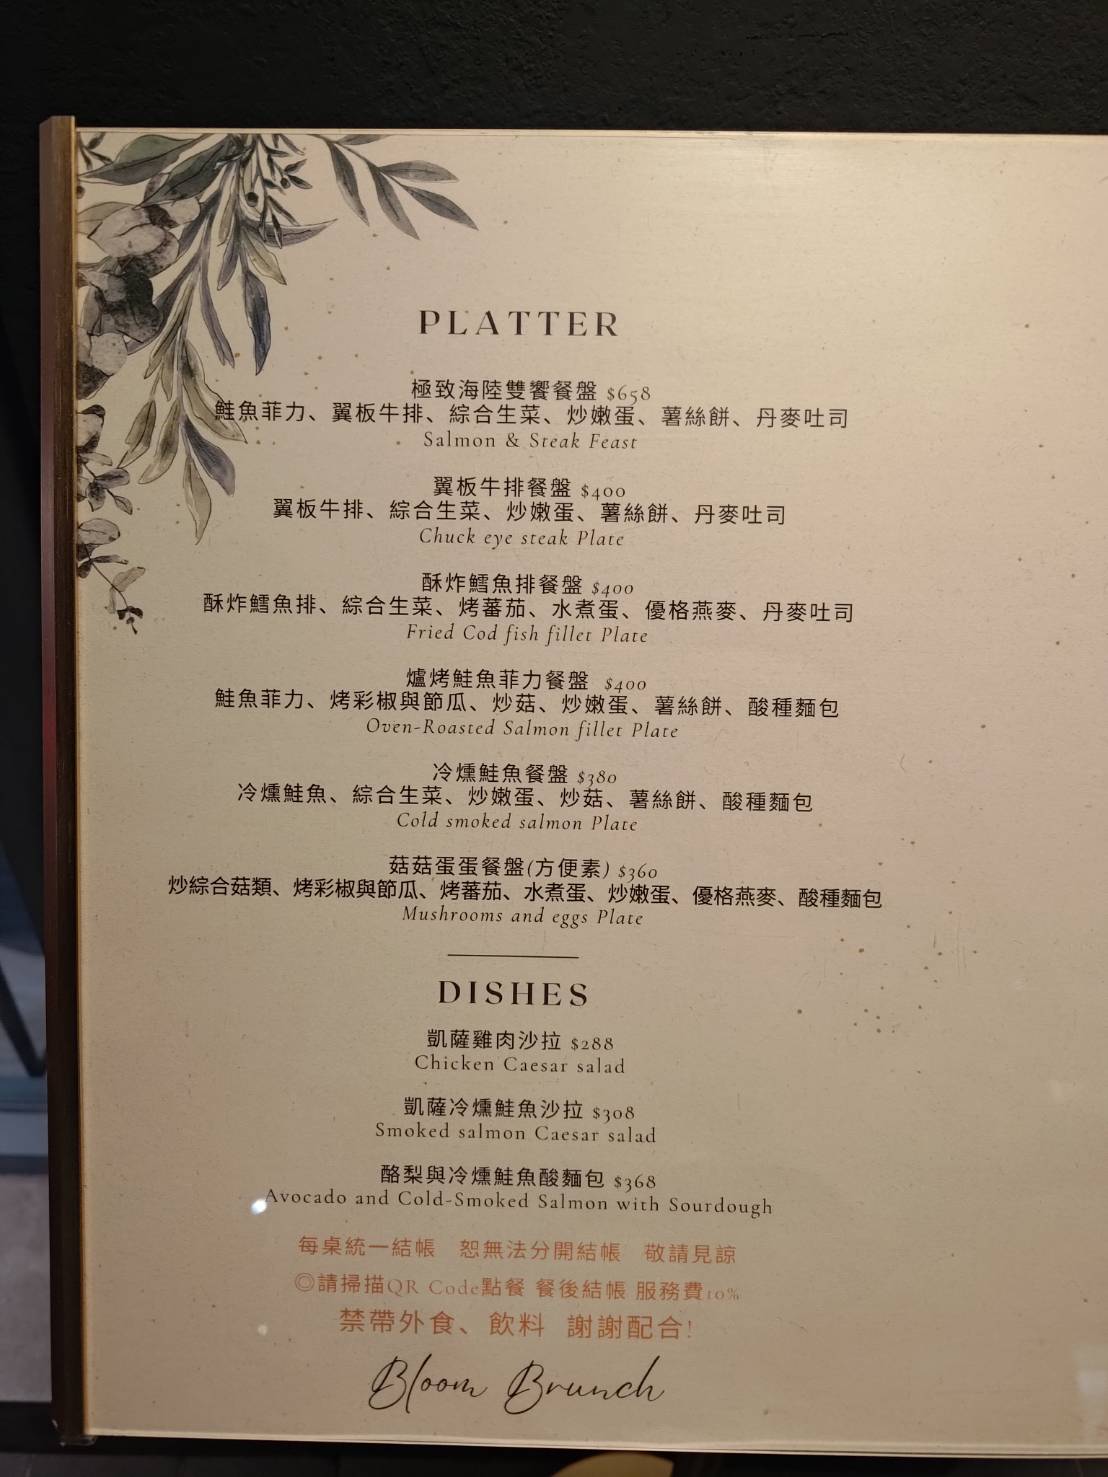 PLATTER
極致海陸雙饗餐盤 $658
鮭魚菲力、翼板牛排、綜合生菜、炒嫩蛋、薯絲餅、丹麥吐司
Salmon & Steak Feast
翼板牛排餐盤 $400
翼板牛排、綜合生菜、炒嫩蛋、薯絲餅、丹麥吐司
Chuck eye steak Plate
酥炸鱈魚排餐盤 $400
酥炸鱈魚排、綜合生菜、烤蕃茄、水煮蛋、優格燕麥、丹麥吐司
Fried Cod fish fillet Plate
爐烤鮭魚菲力餐盤 $400
鮭魚菲力、烤彩椒與節瓜、炒菇、炒嫩蛋、薯絲餅、酸種麵包
Oven-Roasted Salmon fillet Plate
冷燻鮭魚餐盤 $380
冷燻鮭魚、綜合生菜、炒嫩蛋、炒菇、薯絲餅、酸種麵包
Cold smoked salmon Plate
菇菇蛋蛋餐盤(方便素) $360
炒綜合菇類、烤彩椒與節瓜、烤蕃茄、水煮蛋、炒嫩蛋、優格燕麥、酸種麵包
Mushrooms and eggs Plate
DISHES
凱薩雞肉沙拉 $288
Chicken Caesar salad
凱薩冷燻鮭魚沙拉 $308
Smoked salmon Caesar salad
酪梨與冷燻鮭魚酸麵包 $368
Avocado and Cold-Smoked Salmon with Sourdough
每桌統一結帳 恕無法分開結帳 敬請見諒
◎請掃描QR Code點餐 餐後結帳 服務費10%
禁帶外食、飲料 謝謝配合!
Bloom Brunch